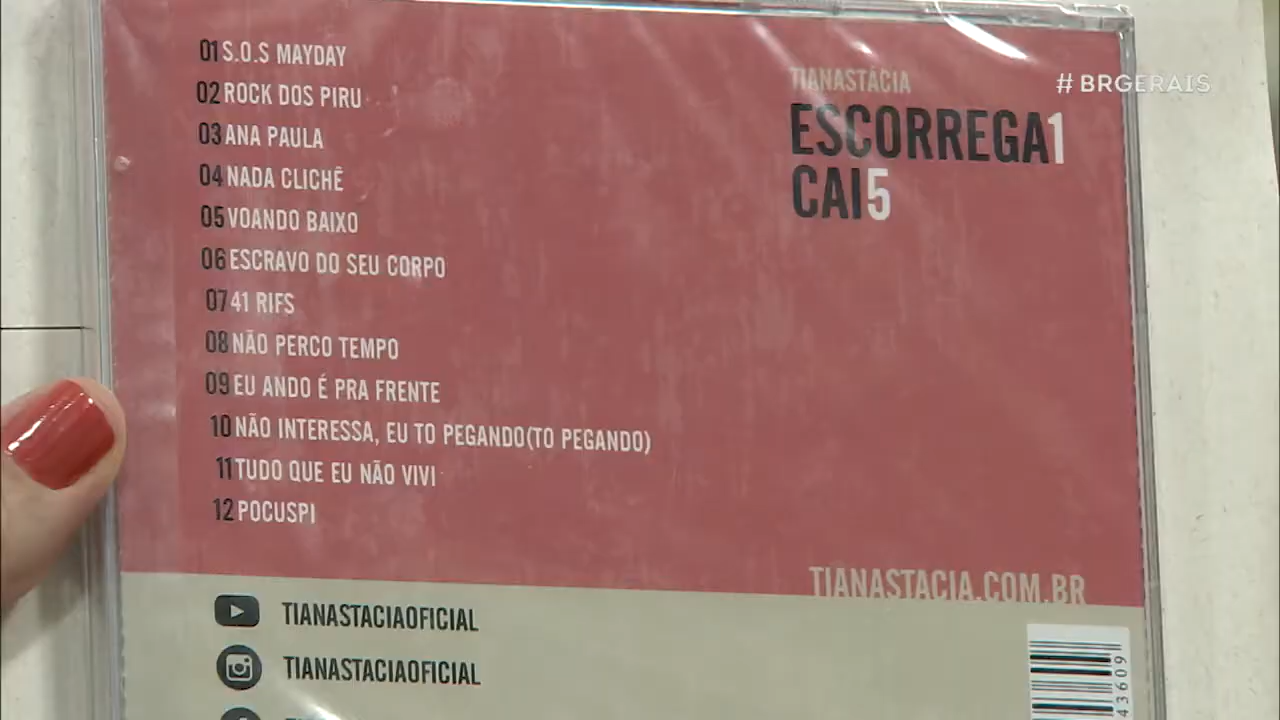 01 S.O.S MAYDAY
02 ROCK DOS PIRU
03 ANA PAULA
04 NADA CLICHÊ
05 VOANDO BAIXO
06 ESCRAVO DO SEU CORPO
07 41 RIFS
08 NÃO PERCO TEMPO
09 EU ANDO É PRA FRENTE
10 NÃO INTERESSA, EU TO PEGANDO(TO PEGANDO)
11 TUDO QUE EU NÃO VIVI
12 POCUSPI
TIANASTÁCIA
ESCORREGA1
CAI5
#BRGERAIS
TIANASTACIA.COM.BR
TIANASTACIAOFICIAL
TIANASTACIAOFICIAL
43609